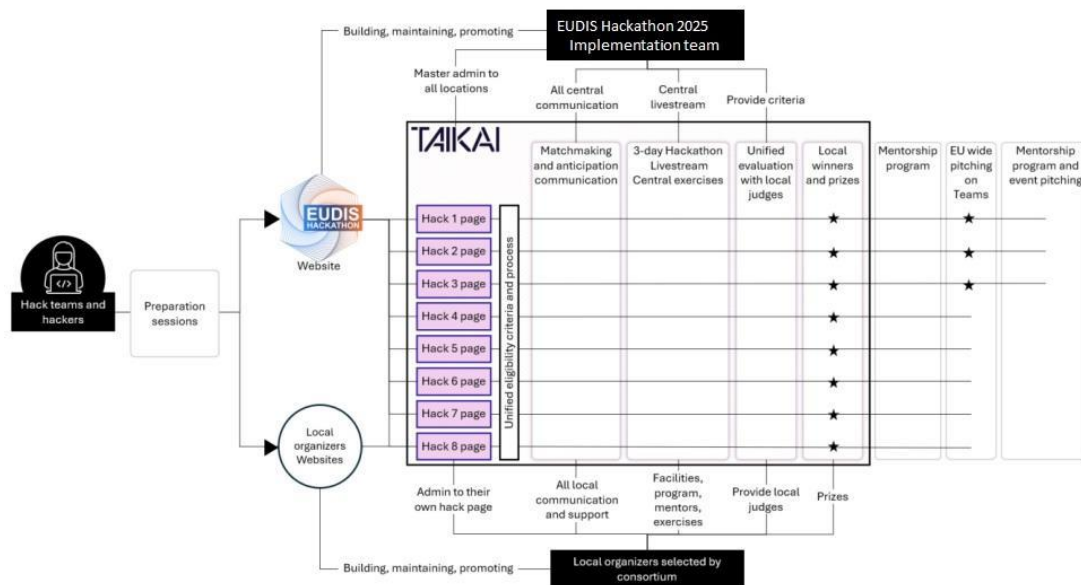 EUDIS Hackathon 2025
Implementation team
Building, maintaining, promoting
Master admin to
all locations
All central
communication
Central
livestream
Provide criteria
TAIKAI
Matchmaking
and anticipation
communication
3-day Hackathon
Livestream
Central exercises
Unified
evaluation
with local
judges
Local
winners
and prizes
Mentorship
program
EU wide
pitching
on
Teams
Mentorship
program and
event pitching
EUDIS
HACKATHON
Website
Hack teams and
hackers
Preparation
sessions
Local
organizers
Websites
Hack 1 page
Hack 2 page
Hack 3 page
Hack 4 page
Hack 5 page
Hack 6 page
Hack 7 page
Hack 8 page
Unified eligibility criteria and process
Admin to their
own hack page
All local
communication
and support
Facilities,
program,
mentors,
exercises
Provide local
judges
Prizes
Building, maintaining, promoting
Local organizers selected by
consortium